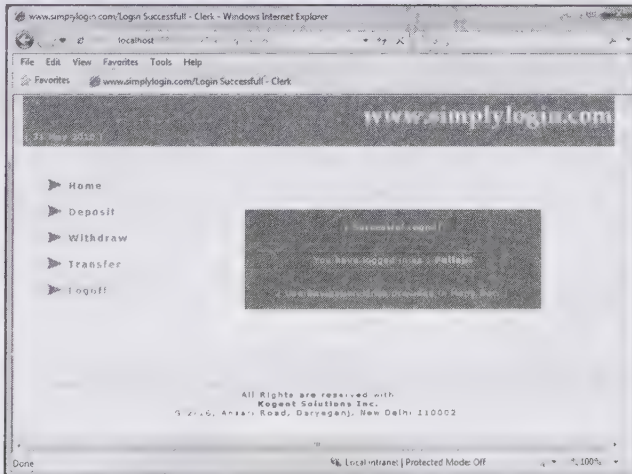 www.simplylogin.com/Login Successfull - Clerk - Windows Internet Explorer
localhost
File Edit View Favorites Tools Help
Favorites www.simplylogin.com/Login Successfull - Clerk
www.simplylogin.com
Home
Deposit
Withdraw
Transfer
Logoff
You have logged in as : Pallavi
All Rights are reserved with
Kogent Solutions Inc.
Road, Daryaganj, New Delhi 110002
Done Local intranet | Protected Mode: Off 100%